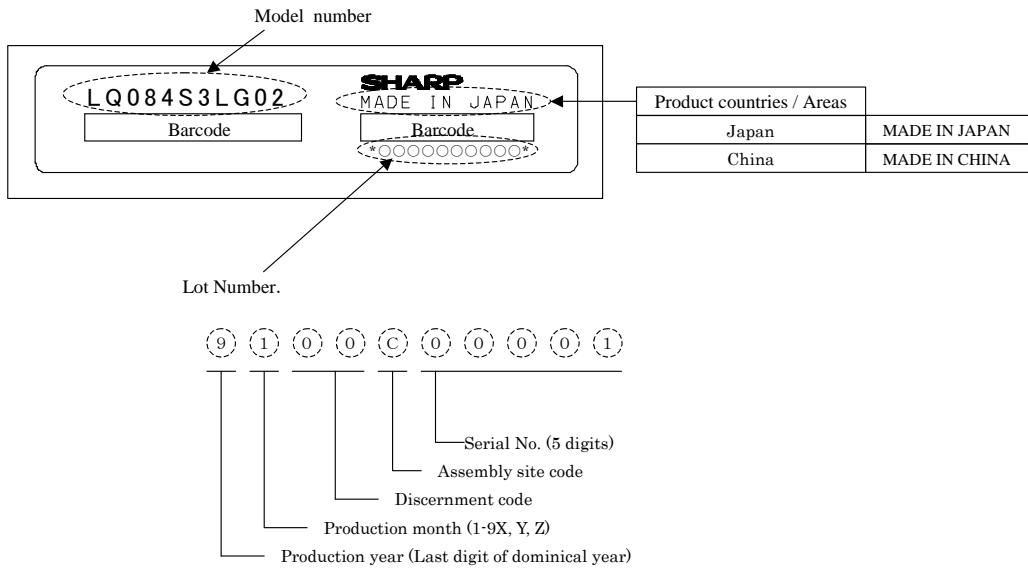 Model number
SHARP
LQ084S3LG02
MADE IN JAPAN
Barcode
Barcode
*○○○○○○○○○○*
Product countries / Areas
Japan MADE IN JAPAN
China MADE IN CHINA
Lot Number.
9 1 0 0 C 0 0 0 0 1
Serial No. (5 digits)
Assembly site code
Discernment code
Production month (1-9X, Y, Z)
Production year (Last digit of dominical year)